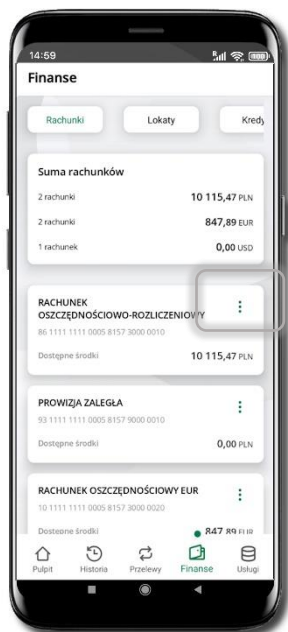 14:59
Finanse
Rachunki Lokaty Kredy
Suma rachunków
2 rachunki 10 115,47 PLN
2 rachunki 847,89 EUR
1 rachunek 0,00 USD
RACHUNEK
OSZCZĘDNOŚCIOWO-ROZLICZENIOWY
86 1111 1111 0005 8157 3000 0010
Dostępne środki 10 115,47 PLN
PROWIZJA ZALEGŁA
93 1111 1111 0005 8157 9000 0010
Dostępne środki 0,00 PLN
RACHUNEK OSZCZĘDNOŚCIOWY EUR
10 1111 1111 0005 8157 3000 0020
Dostępne środki 847,89 EUR
Pulpit Historia Przelewy Finanse Usługi